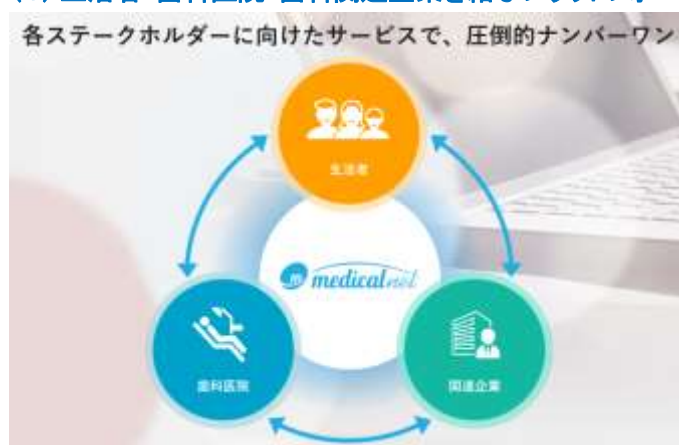 各ステークホルダーに向けたサービスで、圧倒的ナンバーワン
生活者
medicalnet
歯科医院
関連企業